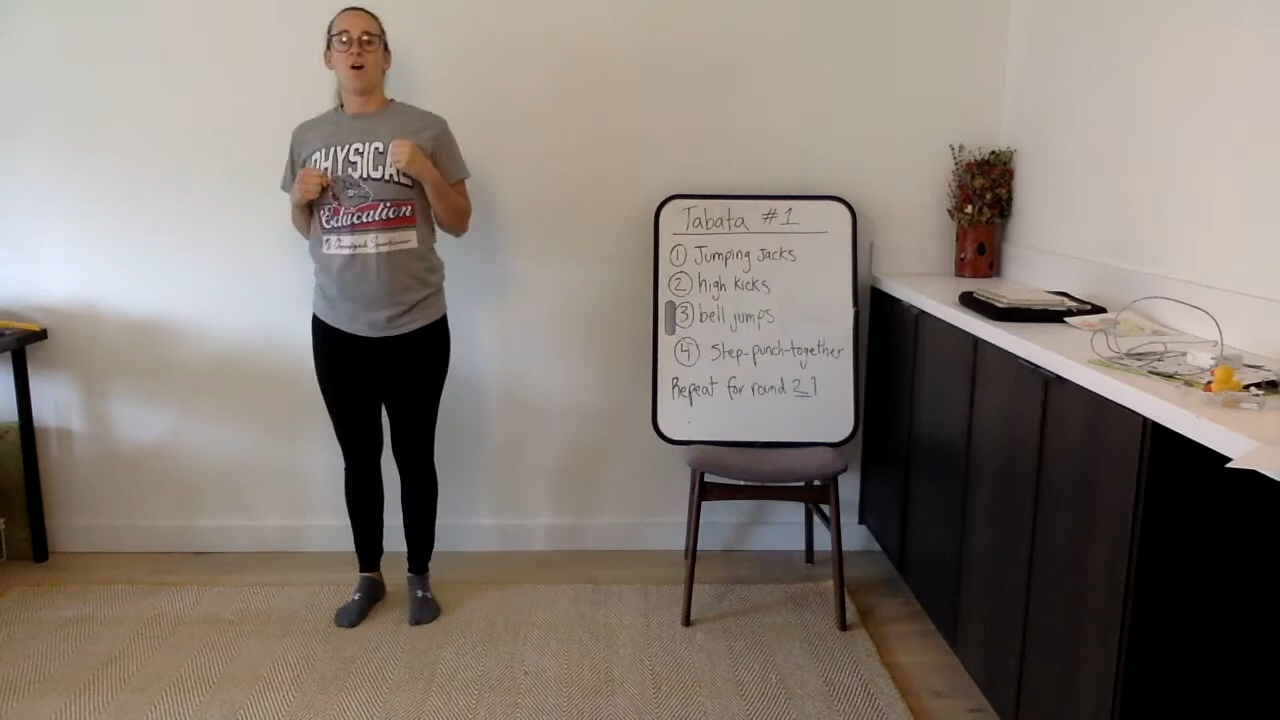 PHYSICAL
Education
Tabata #1
① Jumping Jacks
② high kicks
③ bell jumps
④ Step-punch-together
Repeat for round 2!